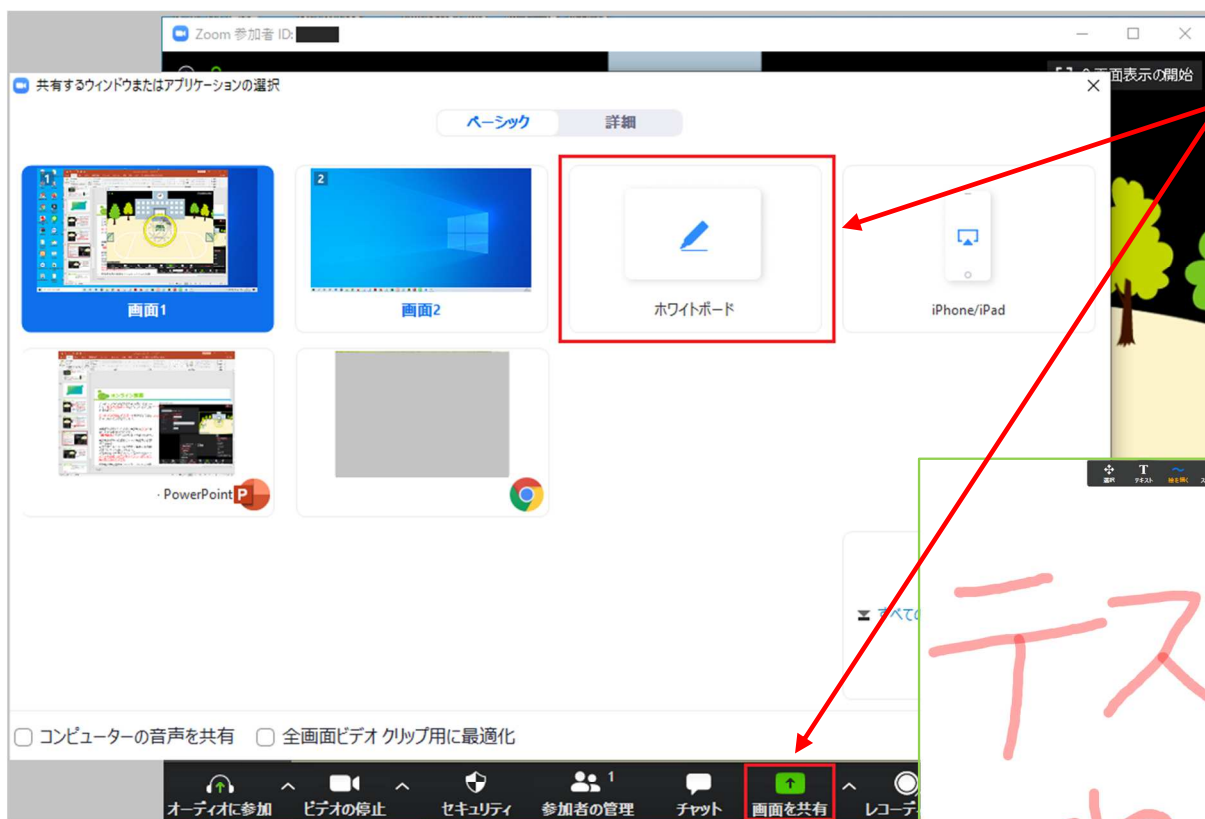 Zoom 参加者 ID:
共有するウィンドウまたはアプリケーションの選択
画面表示の開始
ベーシック 詳細
1
2
画面1
画面2
ホワイトボード
iPhone/iPad
PowerPoint
P
選択 テキスト 線を描く ス
すべての
テス
コンピューターの音声を共有 全画面ビデオ クリップ用に最適化
1
オーディオに参加 ビデオの停止 セキュリティ 参加者の管理 チャット 画面を共有 レコーデ